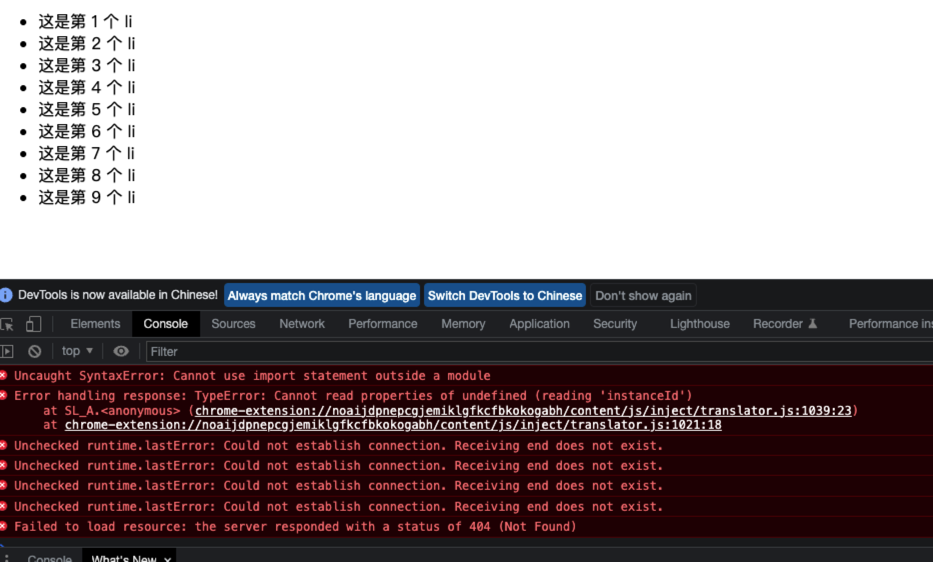 这是第 1 个 li
这是第 2 个 li
这是第 3 个 li
这是第 4 个 li
这是第 5 个 li
这是第 6 个 li
这是第 7 个 li
这是第 8 个 li
这是第 9 个 li
DevTools is now available in Chinese! Always match Chrome's language Switch DevTools to Chinese Don't show again
Elements Console Sources Network Performance Memory Application Security Lighthouse Recorder Performance ins
top Filter
Uncaught SyntaxError: Cannot use import statement outside a module
Error handling response: TypeError: Cannot read properties of undefined (reading 'instanceId')
at SL_A.<anonymous> (chrome-extension://noaijdpnepcgjemiklgfkcfbkokogabh/content/js/inject/translator.js:1039:23)
at chrome-extension://noaijdpnepcgjemiklgfkcfbkokogabh/content/js/inject/translator.js:1021:18
Unchecked runtime.lastError: Could not establish connection. Receiving end does not exist.
Unchecked runtime.lastError: Could not establish connection. Receiving end does not exist.
Unchecked runtime.lastError: Could not establish connection. Receiving end does not exist.
Unchecked runtime.lastError: Could not establish connection. Receiving end does not exist.
Failed to load resource: the server responded with a status of 404 (Not Found)
Console What's New ×